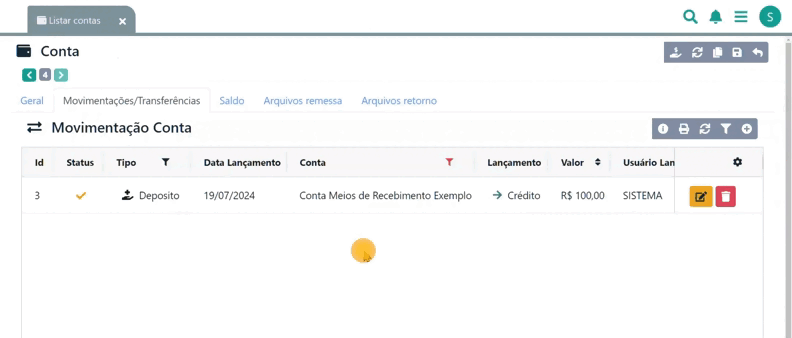 Listar contas
S
Conta
4
Geral Movimentações/Transferências Saldo Arquivos remessa Arquivos retorno
Movimentação Conta
Id Status Tipo Data Lançamento Conta Lançamento Valor Usuário Lan
3 Deposito 19/07/2024 Conta Meios de Recebimento Exemplo Crédito R$ 100,00 SISTEMA